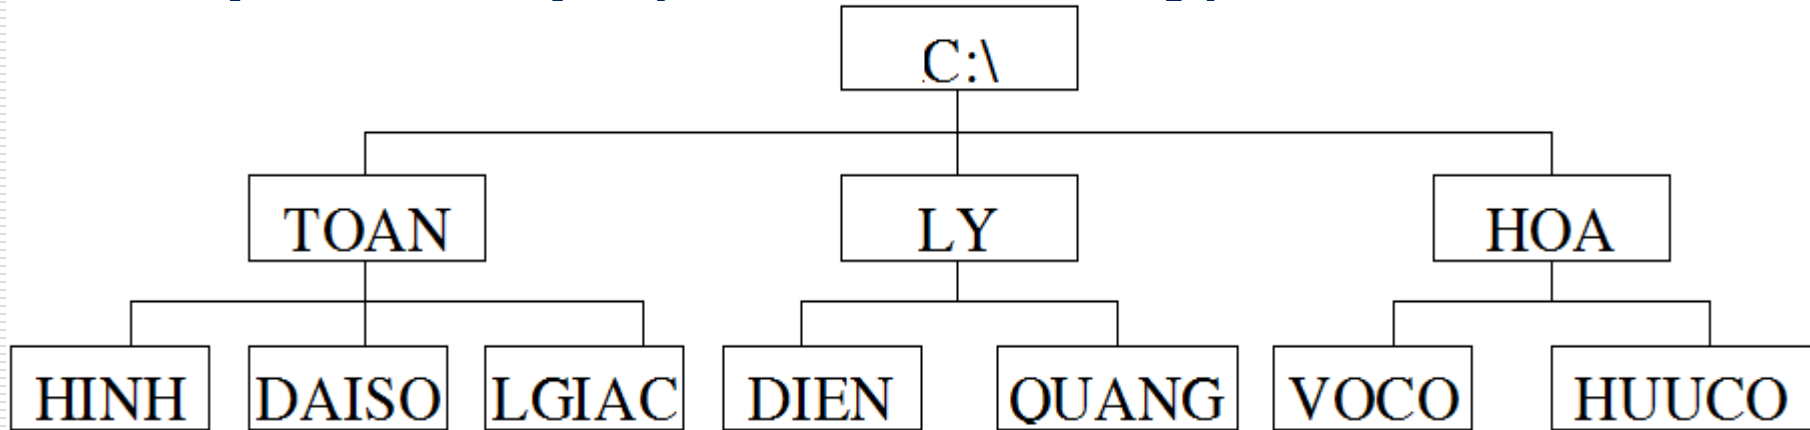 C:\
TOAN LY HOA
HINH DAISO LGIAC DIEN QUANG VOCO HUUCO